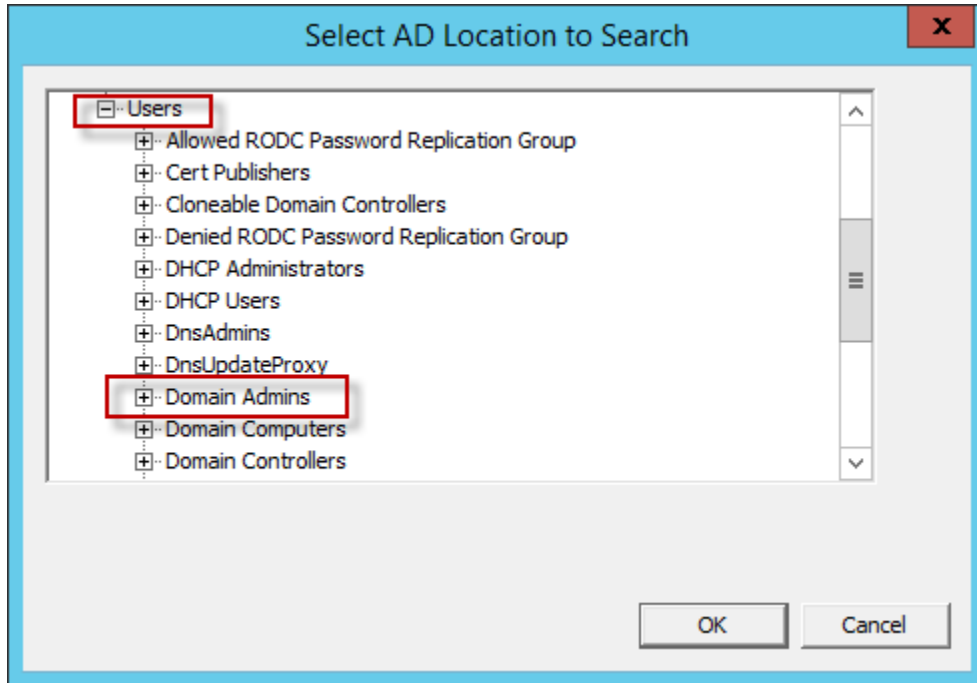 Select AD Location to Search
x
Users
Allowed RODC Password Replication Group
Cert Publishers
Cloneable Domain Controllers
Denied RODC Password Replication Group
DHCP Administrators
DHCP Users
DnsAdmins
DnsUpdateProxy
Domain Admins
Domain Computers
Domain Controllers
OK
Cancel